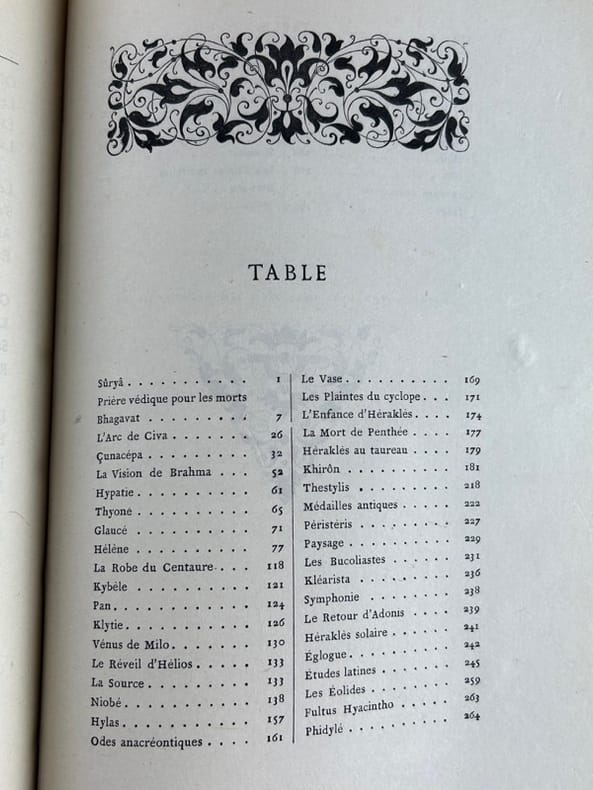 TABLE
Sûryâ . . . . . . . . . . . 1
Prière védique pour les morts
Bhagavat . . . . . . . . . 7
L'Arc de Civa . . . . . . . 26
Çunacépa . . . . . . . . . 32
La Vision de Brahma . . . 52
Hypatie . . . . . . . . . . 61
Thyoné . . . . . . . . . . 65
Glaucé . . . . . . . . . . 71
Hélène . . . . . . . . . . 77
La Robe du Centaure . . . 118
Kybèle . . . . . . . . . . 121
Pan . . . . . . . . . . . . 124
Klytie . . . . . . . . . . . 126
Vénus de Milo . . . . . . . 130
Le Réveil d'Hélios . . . . . 133
La Source . . . . . . . . . 133
Niobé . . . . . . . . . . . 138
Hylas . . . . . . . . . . . 157
Odes anacréontiques . . . . 161
Le Vase . . . . . . . . . . 169
Les Plaintes du cyclope . . . 171
L'Enfance d'Héraklès . . . . 174
La Mort de Penthée . . . . 177
Héraklès au taureau . . . . 179
Khirôn . . . . . . . . . . 181
Thestylis . . . . . . . . . 218
Médailles antiques . . . . . 222
Péristéris . . . . . . . . . 227
Paysage . . . . . . . . . . 229
Les Bucoliastes . . . . . . 231
Kléarista . . . . . . . . . 236
Symphonie . . . . . . . . 238
Le Retour d'Adonis . . . . 239
Héraklès solaire . . . . . . 241
Églogue . . . . . . . . . . 242
Études latines . . . . . . . 245
Les Éolides . . . . . . . . 259
Fultus Hyacintho . . . . . . 263
Phidylé . . . . . . . . . . 264